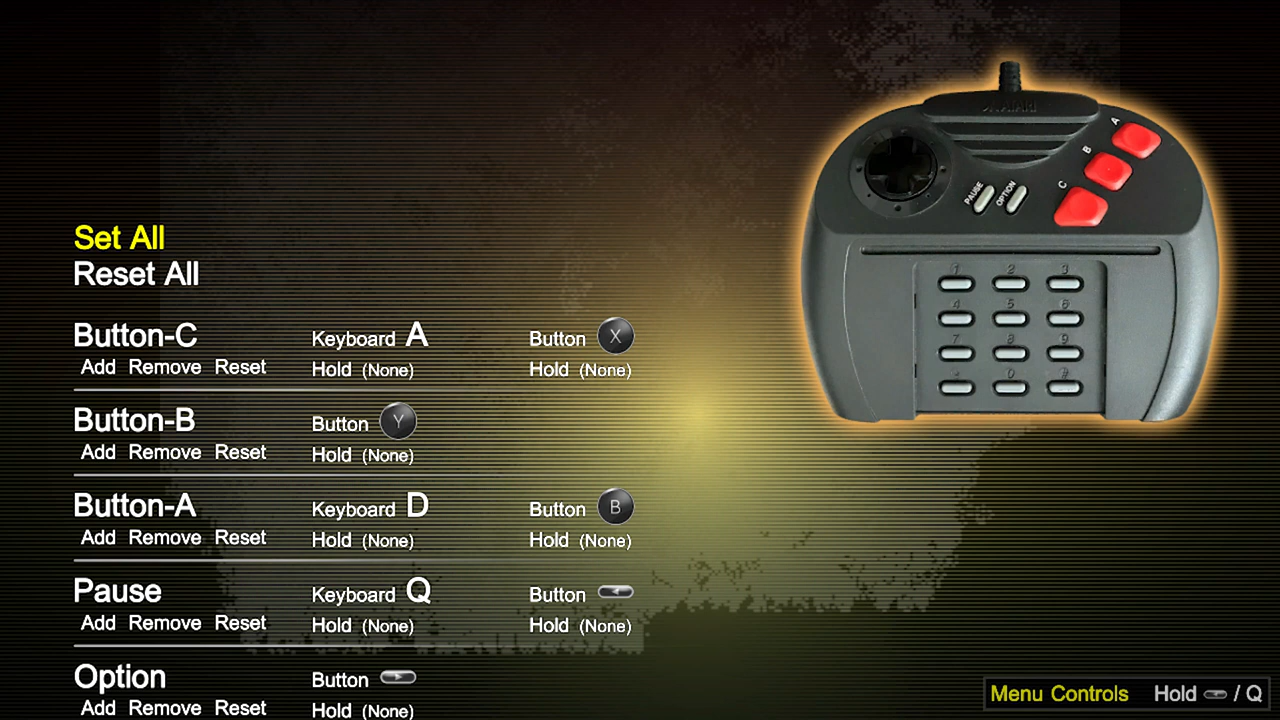 ATARI
A
B
C
PAUSE OPTION
1 2 3
4 5 6
7 8 9
* 0 #
Set All
Reset All
Button-C Keyboard A Button X
Add Remove Reset Hold (None) Hold (None)
Button-B Button Y
Add Remove Reset Hold (None)
Button-A Keyboard D Button B
Add Remove Reset Hold (None) Hold (None)
Pause Keyboard Q Button
Add Remove Reset Hold (None) Hold (None)
Option Button
Add Remove Reset Hold (None)
Menu Controls Hold / Q